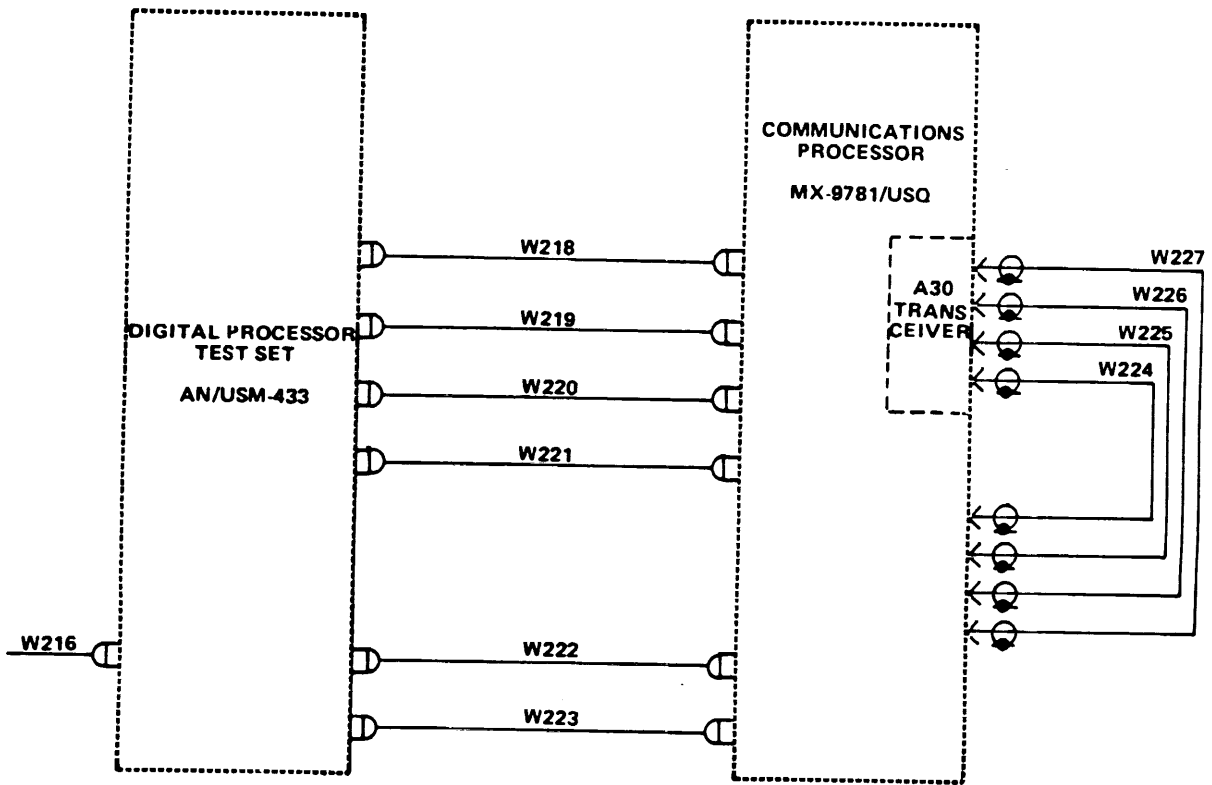 COMMUNICATIONS
PROCESSOR
MX-9781/USQ
W218
W219
W220
W221
W222
W223
DIGITAL PROCESSOR
TEST SET
AN/USM-433
W216
A30
TRANS
CEIVER
W227
W226
W225
W224